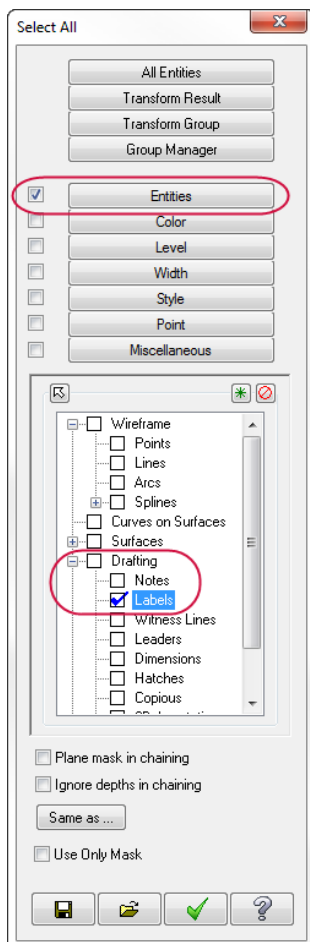 Select All
All Entities
Transform Result
Transform Group
Group Manager
Entities
Color
Level
Width
Style
Point
Miscellaneous
Wireframe
Points
Lines
Arcs
Splines
Curves on Surfaces
Surfaces
Drafting
Notes
Labels
Witness Lines
Leaders
Dimensions
Hatches
Copious
Plane mask in chaining
Ignore depths in chaining
Same as ...
Use Only Mask